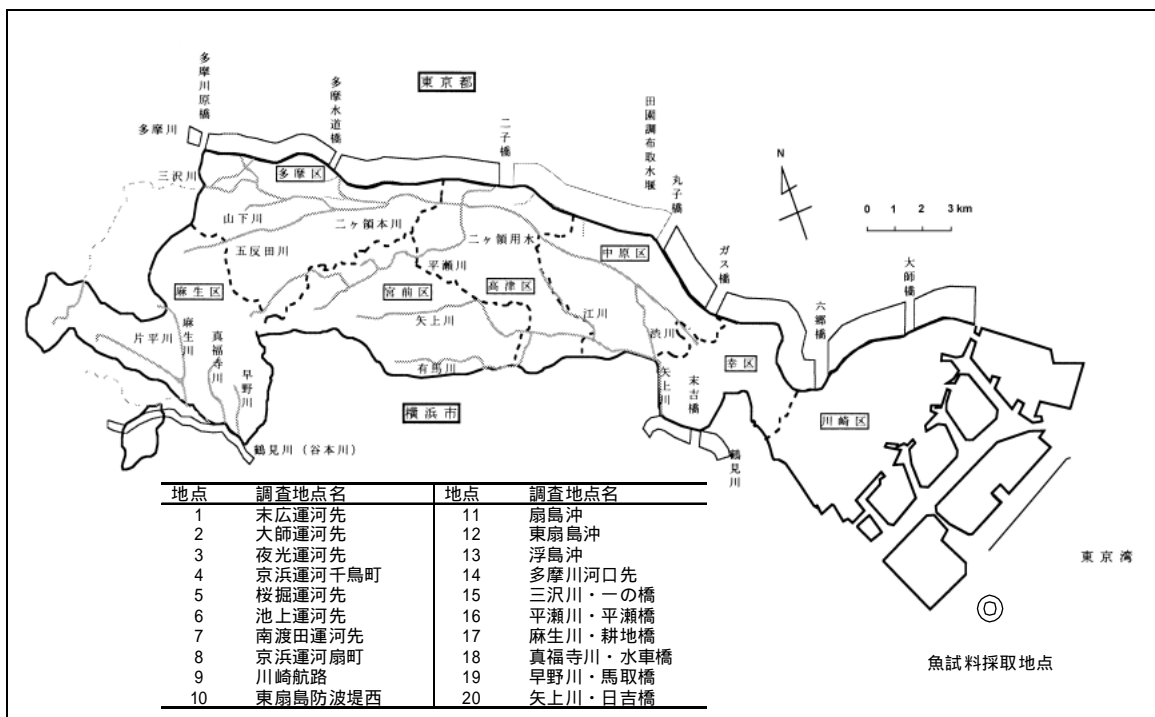 多摩川原橋
多摩水道橋
東京都
二子橋
田園調布取水堰
丸子橋
ガス橋
六郷橋
大師橋
N
0 1 2 3 km
多摩川
三沢川
多摩区
山下川
二ヶ領本川
二ヶ領用水
中原区
五反田川
平瀬川
麻生区
宮前区
高津区
江川
渋川
幸区
片平川
麻生川
真福寺川
早野川
矢上川
有馬川
矢上川
末吉橋
川崎区
横浜市
鶴見川(谷本川)
鶴見川
東京湾
魚試料採取地点
地点 調査地点名 地点 調査地点名
1 末広運河先 11 扇島沖
2 大師運河先 12 東扇島沖
3 夜光運河先 13 浮島沖
4 京浜運河千鳥町 14 多摩川河口先
5 桜掘運河先 15 三沢川・一の橋
6 池上運河先 16 平瀬川・平瀬橋
7 南渡田運河先 17 麻生川・耕地橋
8 京浜運河扇町 18 真福寺川・水車橋
9 川崎航路 19 早野川・馬取橋
10 東扇島防波堤西 20 矢上川・日吉橋